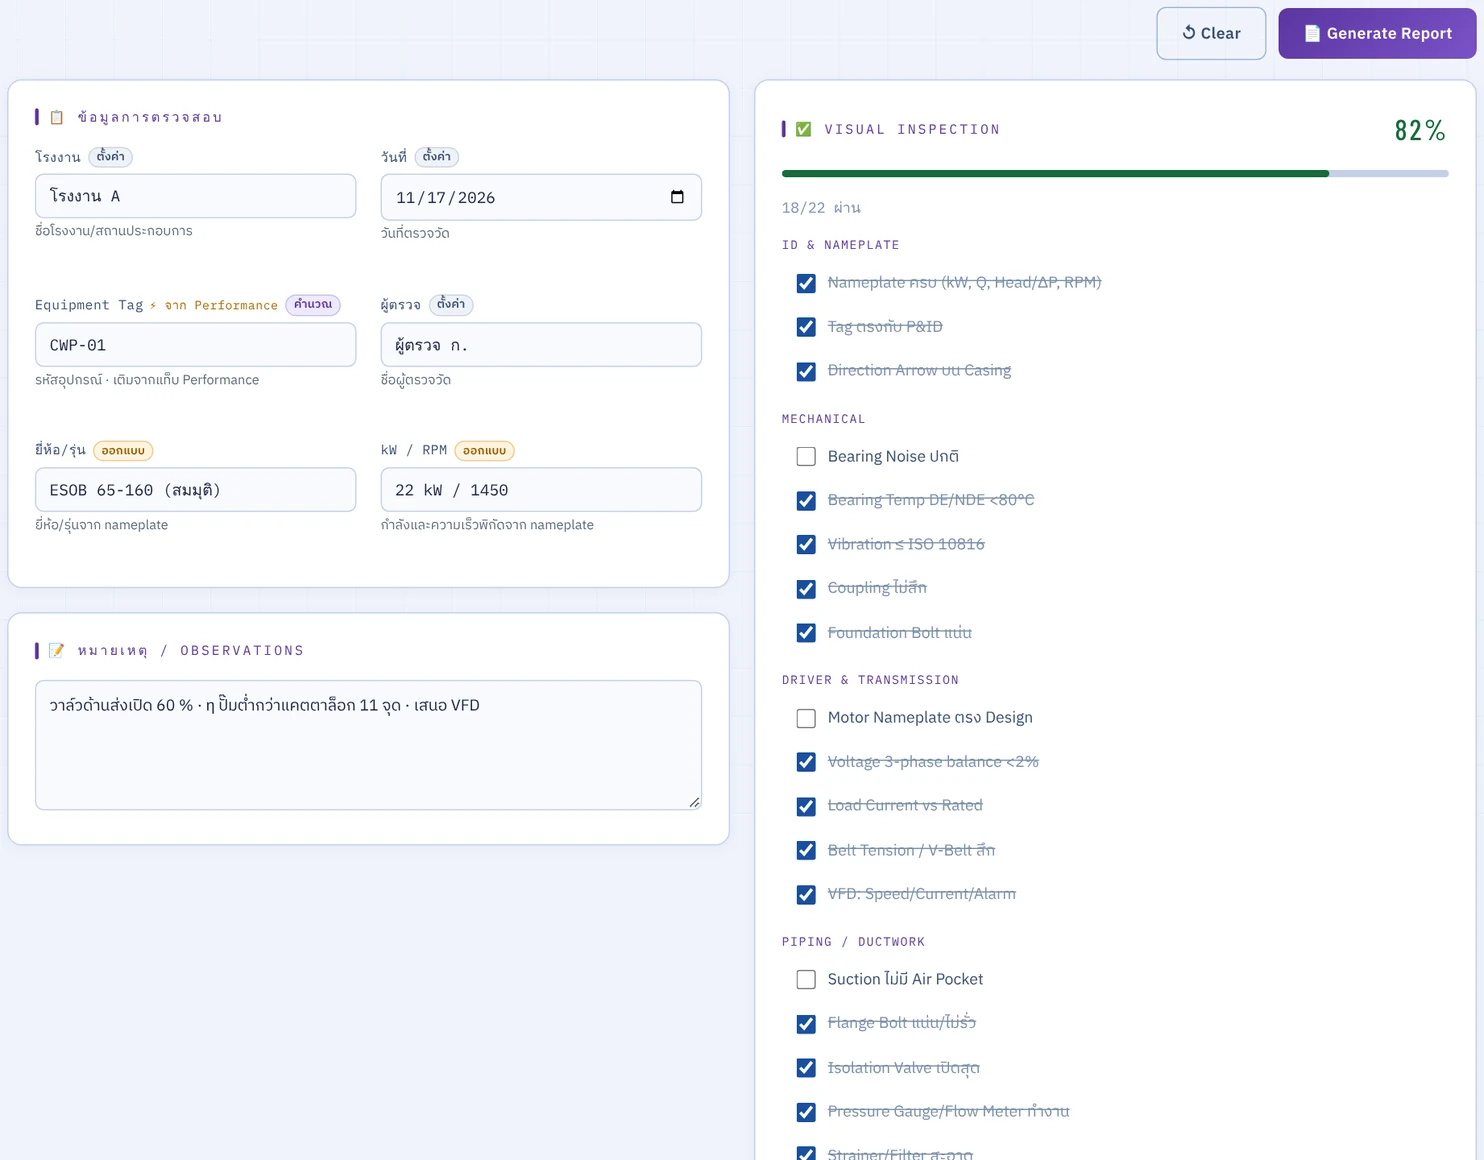 ↺ Clear
📄 Generate Report
📋 ข้อมูลการตรวจสอบ
โรงงาน ตั้งค่า
โรงงาน A
ชื่อโรงงาน/สถานประกอบการ
วันที่ ตั้งค่า
11/17/2026
วันที่ตรวจวัด
Equipment Tag ⚡ จาก Performance คำนวณ
CWP-01
รหัสอุปกรณ์ · เติมจากแท็บ Performance
ผู้ตรวจ ตั้งค่า
ผู้ตรวจ ก.
ชื่อผู้ตรวจวัด
ยี่ห้อ/รุ่น ออกแบบ
ESOB 65-160 (สมมุติ)
ยี่ห้อ/รุ่นจาก nameplate
kW / RPM ออกแบบ
22 kW / 1450
กำลังและความเร็วพิกัดจาก nameplate
📝 หมายเหตุ / OBSERVATIONS
วาล์วด้านส่งเปิด 60 % · η ปั๊มต่ำกว่าแคตตาล็อก 11 จุด · เสนอ VFD
✅ VISUAL INSPECTION
82%
18/22 ผ่าน
ID & NAMEPLATE
Nameplate ครบ (kW, Q, Head/ΔP, RPM)
Tag ตรงกับ P&ID
Direction Arrow บน Casing
MECHANICAL
Bearing Noise ปกติ
Bearing Temp DE/NDE <80°C
Vibration ≤ ISO 10816
Coupling ไม่สึก
Foundation Bolt แน่น
DRIVER & TRANSMISSION
Motor Nameplate ตรง Design
Voltage 3-phase balance <2%
Load Current vs Rated
Belt Tension / V-Belt สึก
VFD: Speed/Current/Alarm
PIPING / DUCTWORK
Suction ไม่มี Air Pocket
Flange Bolt แน่น/ไม่รั่ว
Isolation Valve เปิดสุด
Pressure Gauge/Flow Meter ทำงาน
Strainer/Filter สะอาด